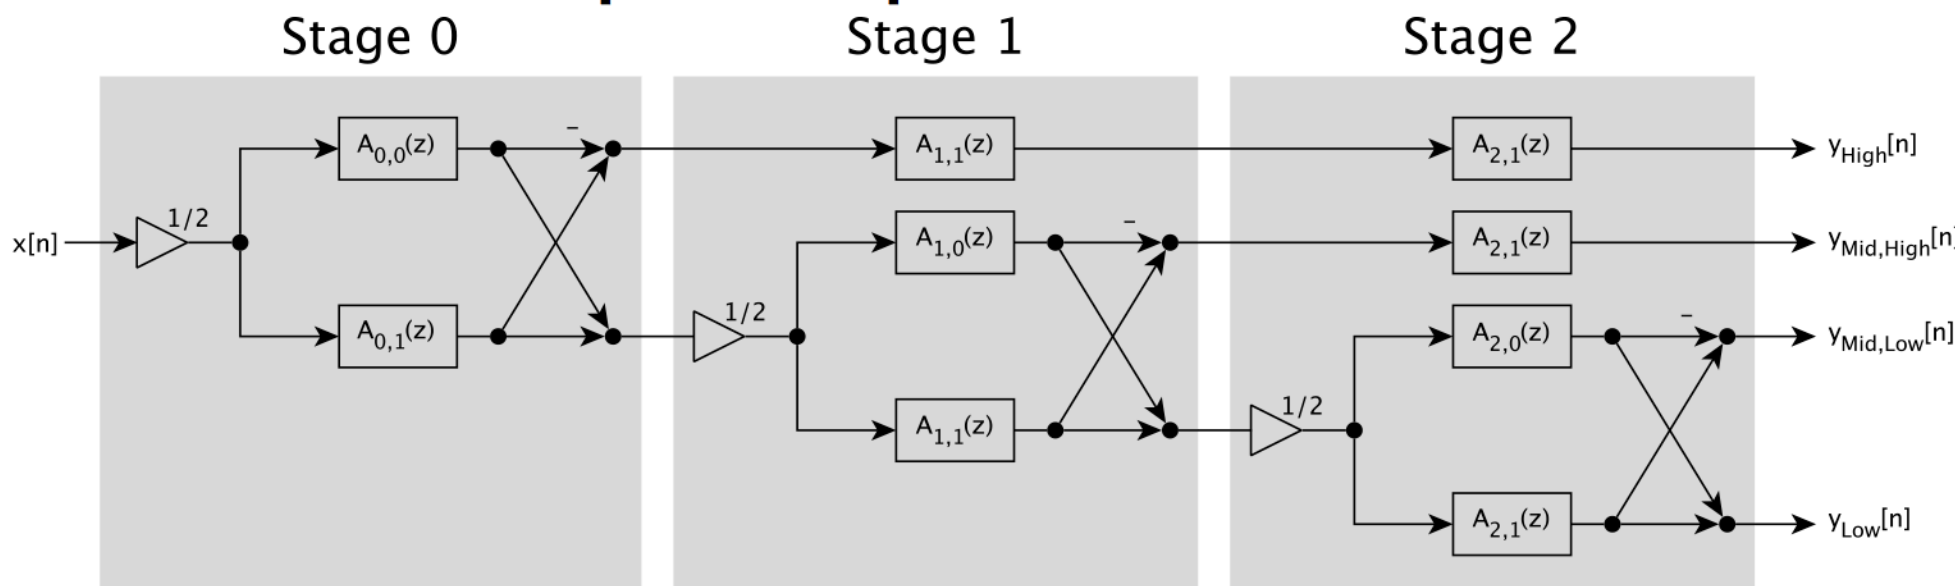 Stage 0
Stage 1
Stage 2
A0,0(z)
-
A1,1(z)
A2,1(z)
yHigh[n]
1/2
x[n]
A1,0(z)
-
A2,1(z)
yMid,High[n]
A0,1(z)
1/2
A2,0(z)
-
yMid,Low[n]
A1,1(z)
1/2
A2,1(z)
yLow[n]